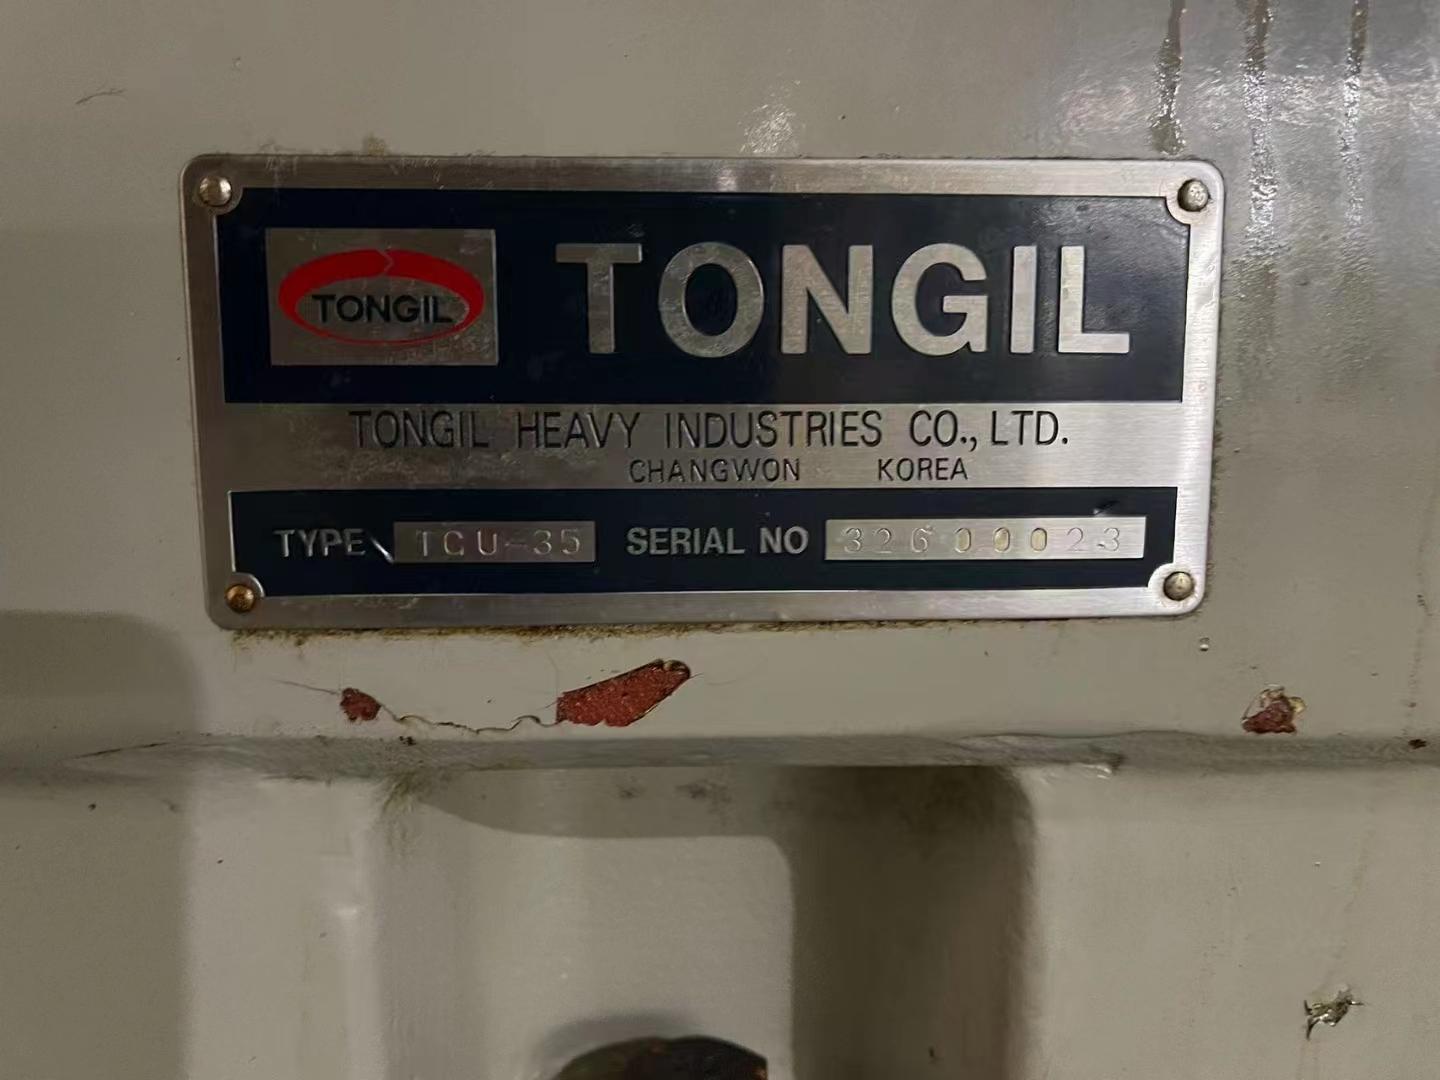 TONGIL TONGIL
TONGIL HEAVY INDUSTRIES CO., LTD.
CHANGWON KOREA
TYPE TCU-35 SERIAL NO 32600023